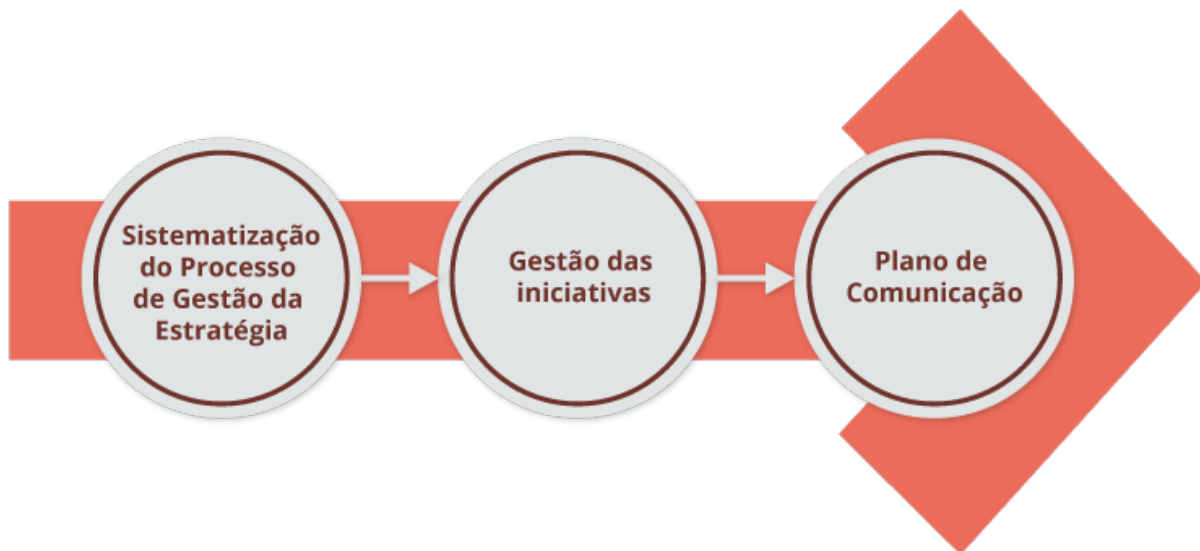 Sistematização
do Processo
de Gestão da
Estratégia
Gestão das
iniciativas
Plano de
Comunicação